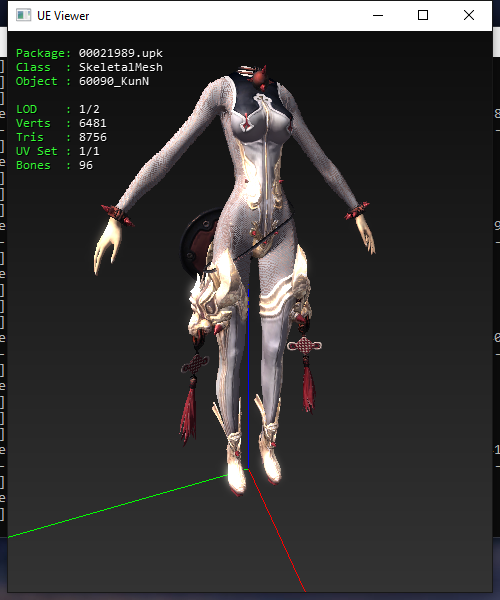 UE Viewer
Package: 00021989.upk
Class : SkeletalMesh
Object : 60090_KunN
LOD : 1/2
Verts : 6481
Tris : 8756
UV Set : 1/1
Bones : 96